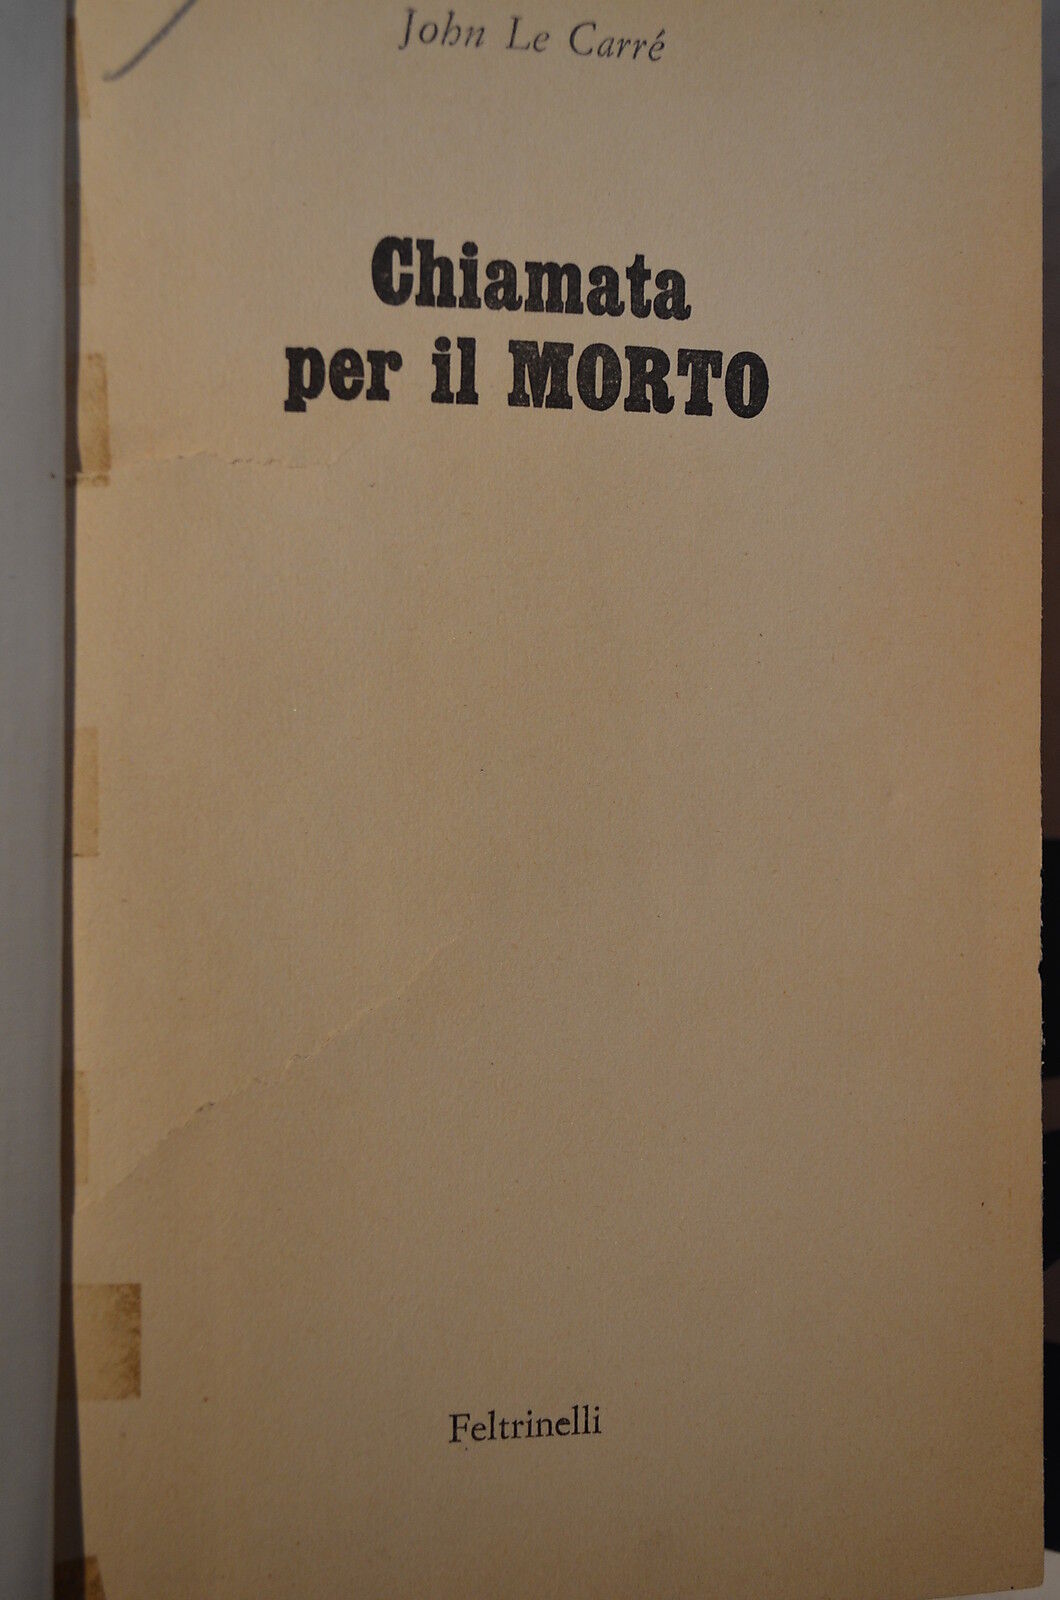 John Le Carré
Chiamata
per il MORTO
Feltrinelli